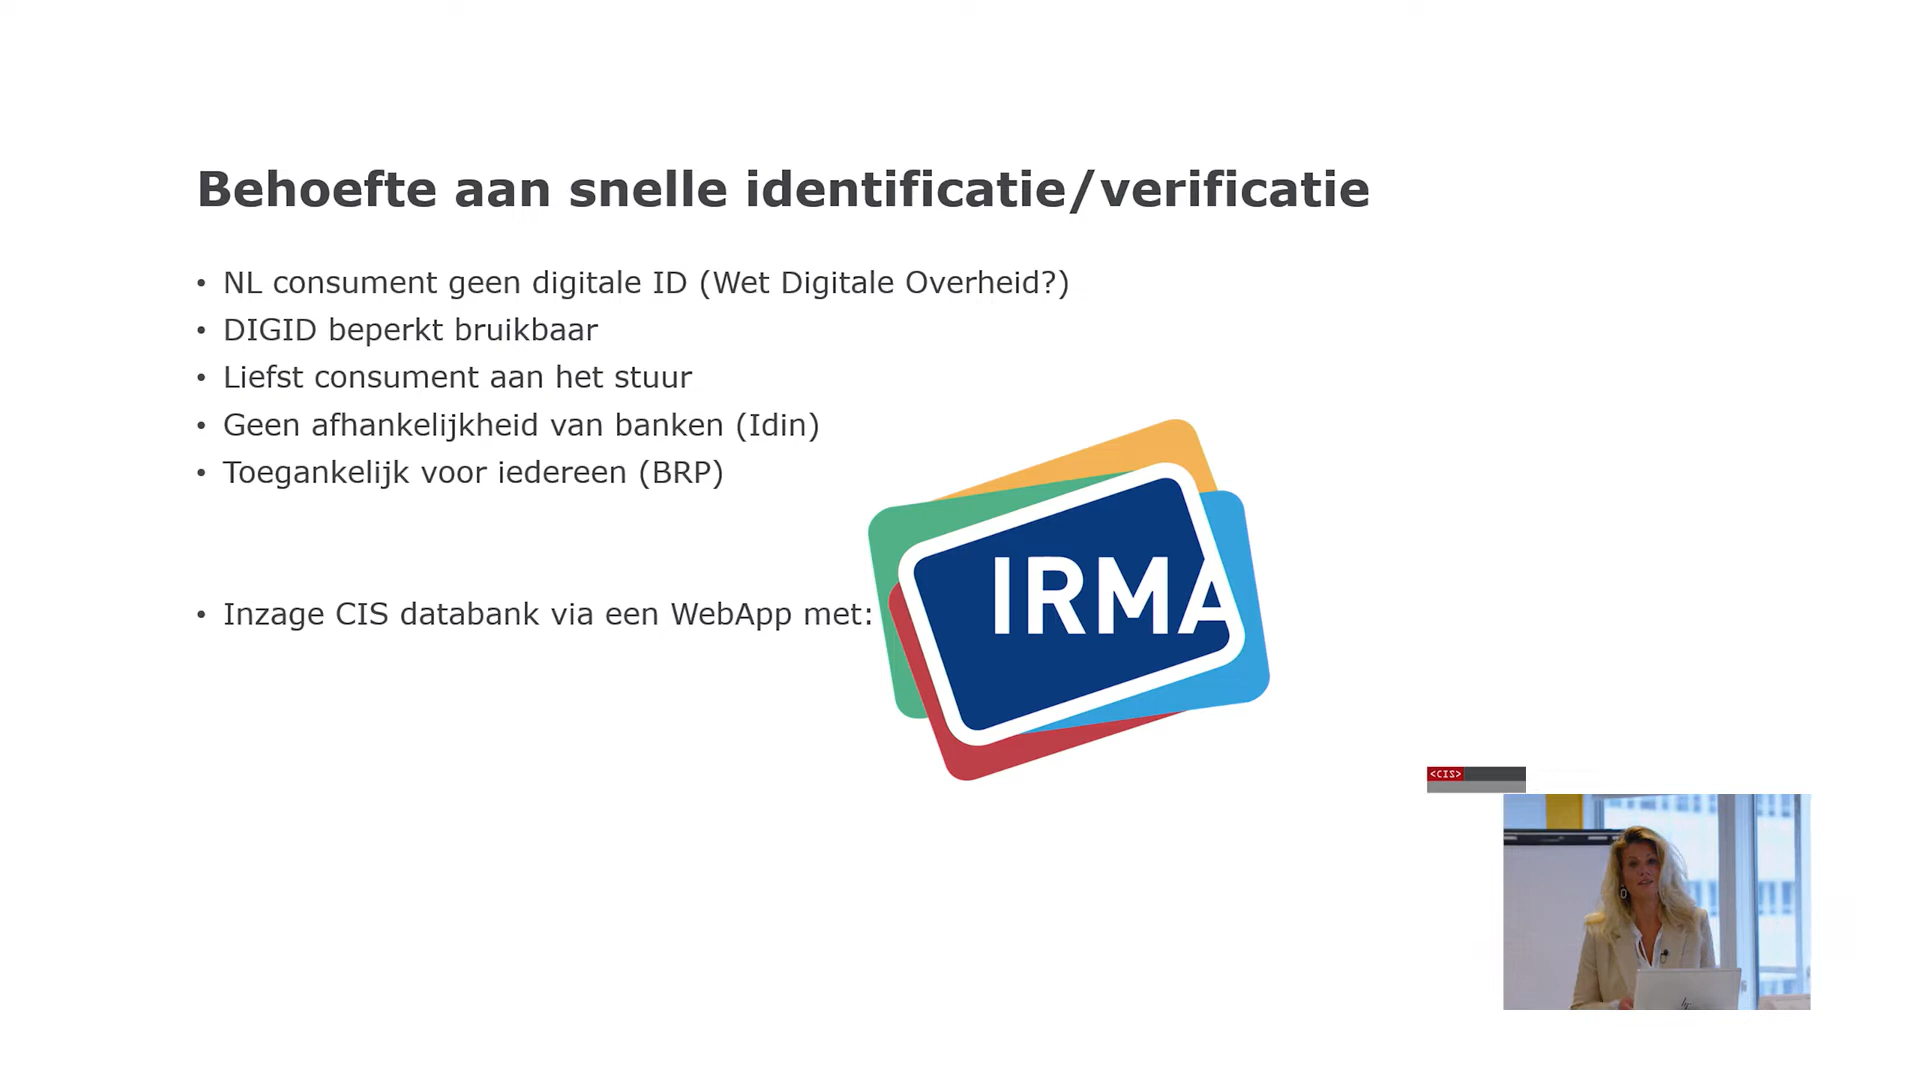 Behoefte aan snelle identificatie/verificatie
• NL consument geen digitale ID (Wet Digitale Overheid?)
• DIGID beperkt bruikbaar
• Liefst consument aan het stuur
• Geen afhankelijkheid van banken (Idin)
• Toegankelijk voor iedereen (BRP)
• Inzage CIS databank via een WebApp met:
IRMA
<CIS>
hp